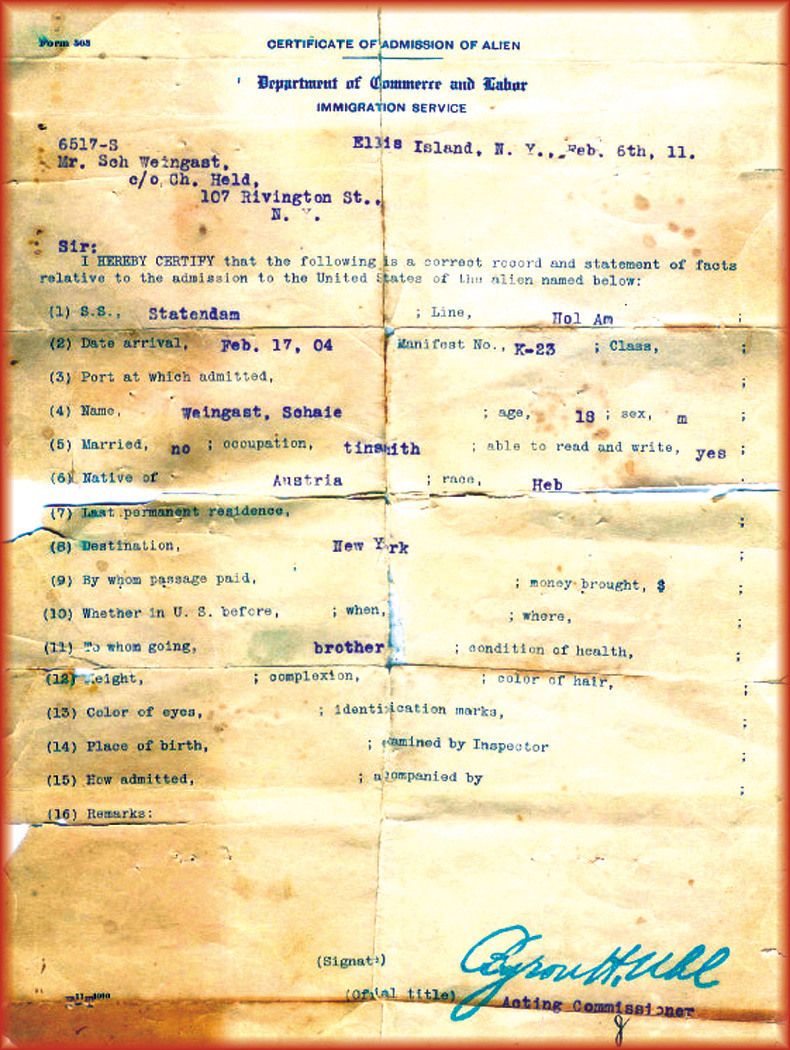 Form 505
CERTIFICATE OF ADMISSION OF ALIEN
Department of Commerce and Labor
IMMIGRATION SERVICE
6517-S
Ellis Island, N. Y., Feb. 6th, 11.
Mr. Sch Weingast,
c/o Ch. Held,
107 Rivington St.,
N. Y.
Sir:
I HEREBY CERTIFY that the following is a correct record and statement of facts
relative to the admission to the United States of the alien named below:
(1) S.S., Statendam ; Line, Hol Am ;
(2) Date arrival, Feb. 17, 04 Manifest No., K-23 ; Class, ;
(3) Port at which admitted, ;
(4) Name, Weingast, Schaie ; age, 18 ; sex, m ;
(5) Married, no ; occupation, tinsmith ; able to read and write, yes ;
(6) Native of Austria ; race, Heb ;
(7) Last permanent residence, ;
(8) Destination, New York ;
(9) By whom passage paid, ; money brought, $ ;
(10) Whether in U. S. before, ; when, ; where, ;
(11) To whom going, brother ; condition of health, ;
(12) Height, ; complexion, ; color of hair, ;
(13) Color of eyes, ; identification marks, ;
(14) Place of birth, ; examined by Inspector ;
(15) How admitted, ; acompanied by ;
(16) Remarks:
(Signat)
Byron H. Uhl
(Official title) Acting Commissioner